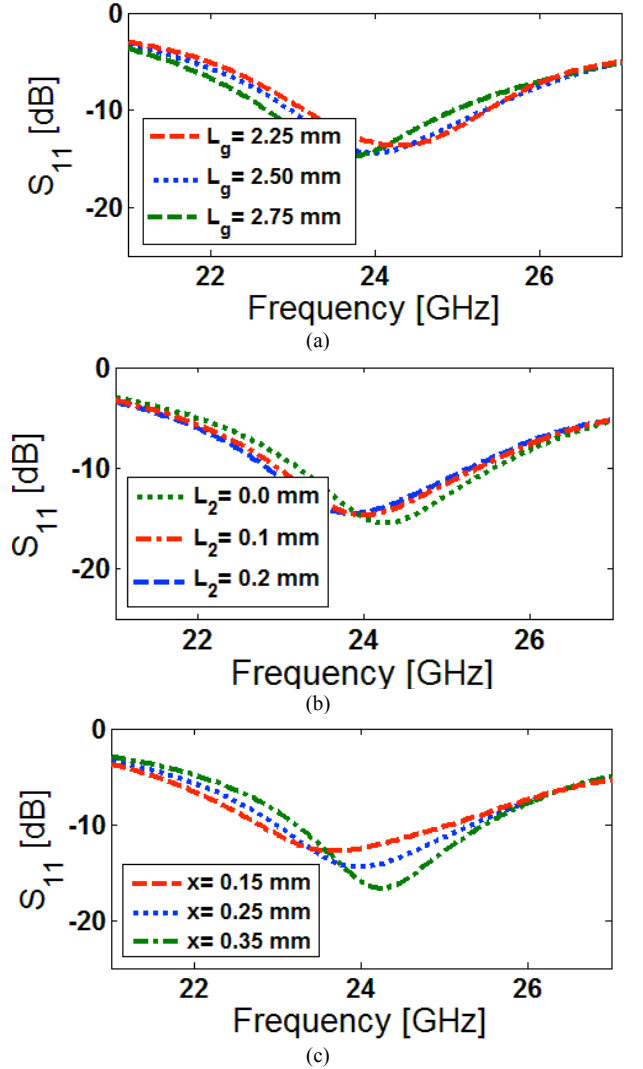 0
-10
-20
S11 [dB]
Lg= 2.25 mm
Lg= 2.50 mm
Lg= 2.75 mm
22 24 26
Frequency [GHz]
(a)
0
-10
-20
S11 [dB]
L2= 0.0 mm
L2= 0.1 mm
L2= 0.2 mm
22 24 26
Frequency [GHz]
(b)
0
-10
-20
S11 [dB]
x= 0.15 mm
x= 0.25 mm
x= 0.35 mm
22 24 26
Frequency [GHz]
(c)